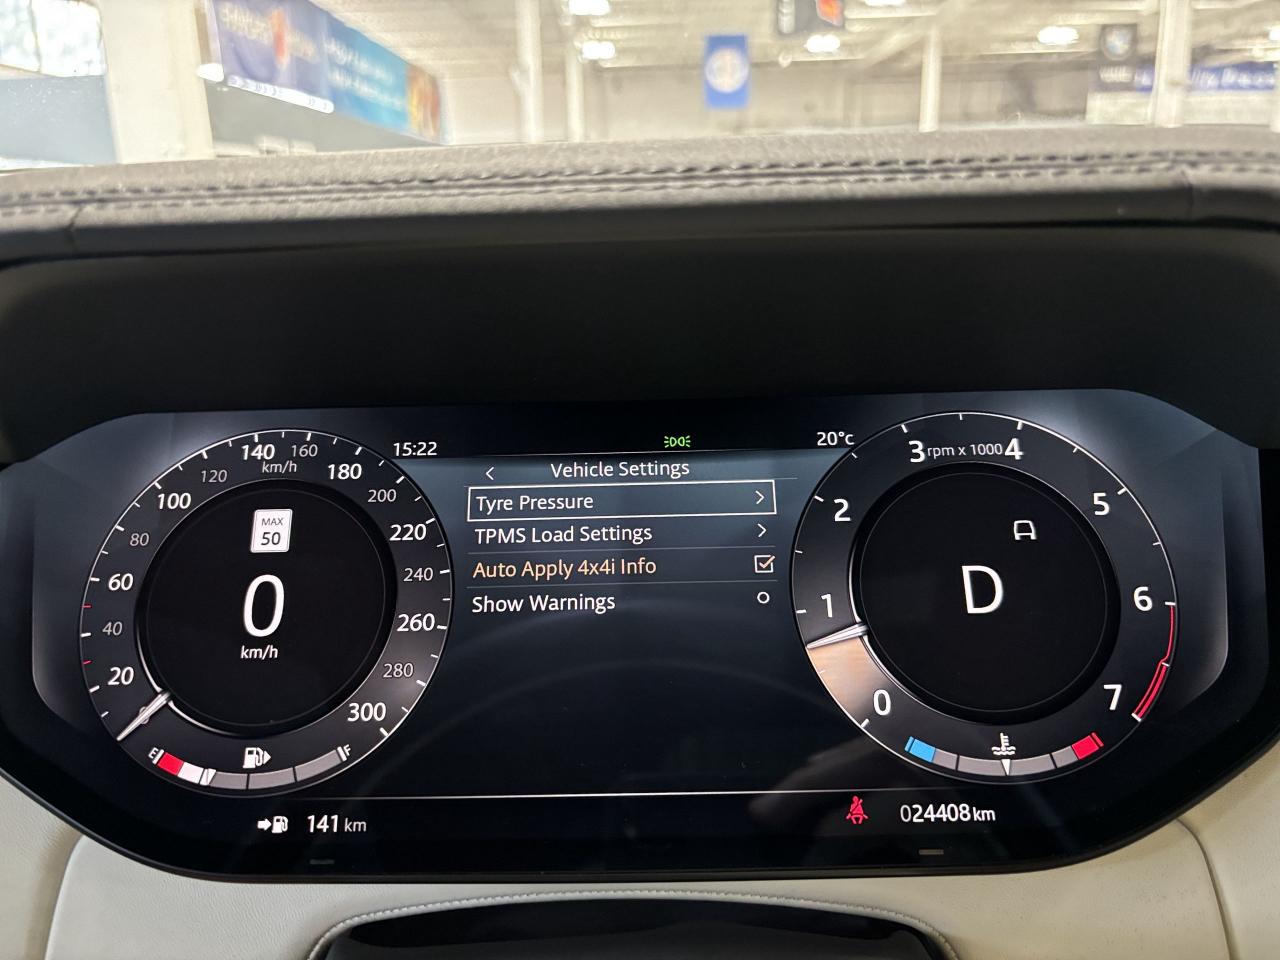 15:22
20°c
Vehicle Settings
Tyre Pressure
TPMS Load Settings
Auto Apply 4x4i Info
Show Warnings
20
40
60
80
100
120
140
160
km/h
180
200
220
240
260
280
300
MAX
50
0
km/h
E
F
141 km
0
1
2
3
rpm x 1000
4
5
6
7
A
D
024408 km